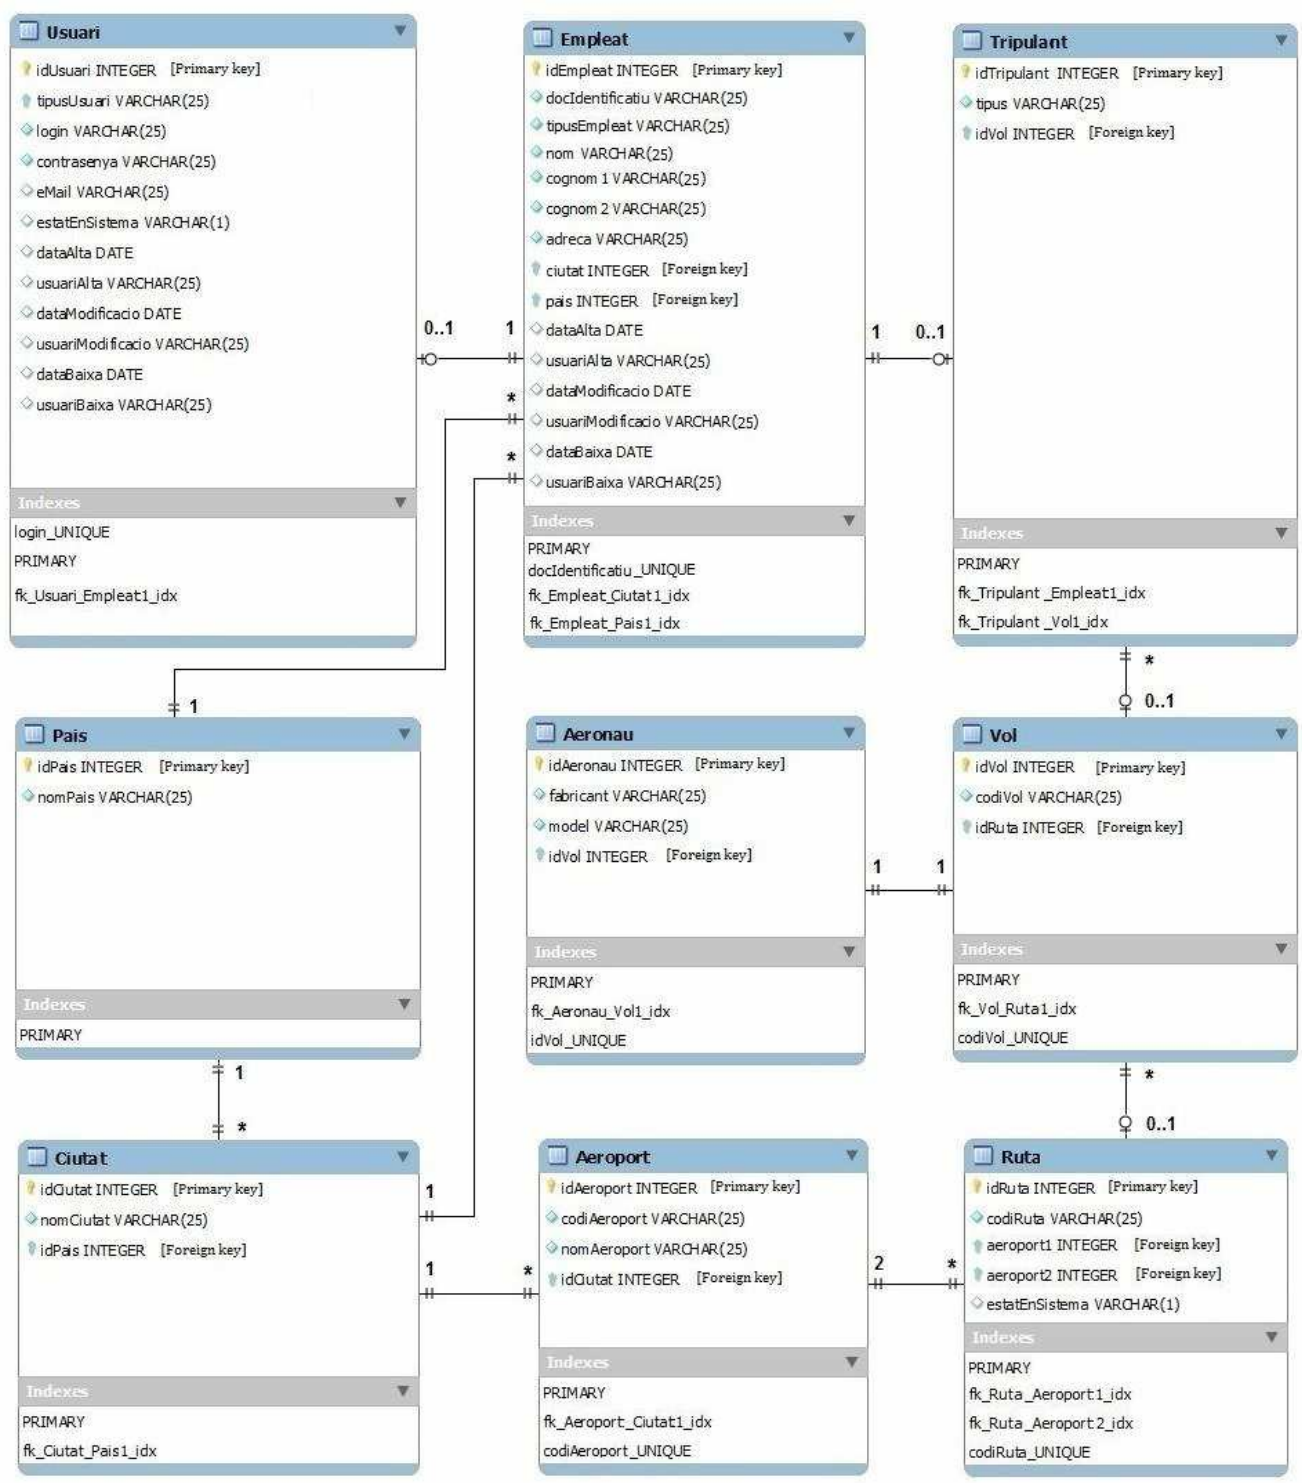 Usuari
idUsuari INTEGER [Primary key]
tipusUsuari VARCHAR(25)
login VARCHAR(25)
contrasenya VARCHAR(25)
eMail VARCHAR(25)
estatEnSistema VARCHAR(1)
dataAlta DATE
usuariAlta VARCHAR(25)
dataModificacio DATE
usuariModificacio VARCHAR(25)
dataBaixa DATE
usuariBaixa VARCHAR(25)
Indexes
login_UNIQUE
PRIMARY
fk_Usuari_Empleat1_idx
0..1
1
Empleat
idEmpleat INTEGER [Primary key]
docIdentificatiu VARCHAR(25)
tipusEmpleat VARCHAR(25)
nom VARCHAR(25)
cognom 1 VARCHAR(25)
cognom 2 VARCHAR(25)
adreca VARCHAR(25)
ciutat INTEGER [Foreign key]
pais INTEGER [Foreign key]
dataAlta DATE
usuariAlta VARCHAR(25)
dataModificacio DATE
usuariModificacio VARCHAR(25)
dataBaixa DATE
usuariBaixa VARCHAR(25)
Indexes
PRIMARY
docIdentificatiu_UNIQUE
fk_Empleat_Ciutat1_idx
fk_Empleat_Pais1_idx
*
*
1
0..1
Tripulant
idTripulant INTEGER [Primary key]
tipus VARCHAR(25)
idVol INTEGER [Foreign key]
Indexes
PRIMARY
fk_Tripulant _Empleat1_idx
fk_Tripulant _Vol1_idx
*
0..1
1
Pais
idPais INTEGER [Primary key]
nomPais VARCHAR(25)
Indexes
PRIMARY
1
*
Aeronau
idAeronau INTEGER [Primary key]
fabricant VARCHAR(25)
model VARCHAR(25)
idVol INTEGER [Foreign key]
Indexes
PRIMARY
fk_Aeronau_Vol1_idx
idVol_UNIQUE
1
1
Vol
idVol INTEGER [Primary key]
codiVol VARCHAR(25)
idRuta INTEGER [Foreign key]
Indexes
PRIMARY
fk_Vol_Ruta1_idx
codiVol_UNIQUE
*
0..1
Ciutat
idCiutat INTEGER [Primary key]
nomCiutat VARCHAR(25)
idPais INTEGER [Foreign key]
Indexes
PRIMARY
fk_Ciutat_Pais1_idx
1
1
*
Aeroport
idAeroport INTEGER [Primary key]
codiAeroport VARCHAR(25)
nomAeroport VARCHAR(25)
idCiutat INTEGER [Foreign key]
Indexes
PRIMARY
fk_Aeroport_Ciutat1_idx
codiAeroport_UNIQUE
2
*
Ruta
idRuta INTEGER [Primary key]
codiRuta VARCHAR(25)
aeroport1 INTEGER [Foreign key]
aeroport2 INTEGER [Foreign key]
estatEnSistema VARCHAR(1)
Indexes
PRIMARY
fk_Ruta_Aeroport1_idx
fk_Ruta_Aeroport2_idx
codiRuta_UNIQUE